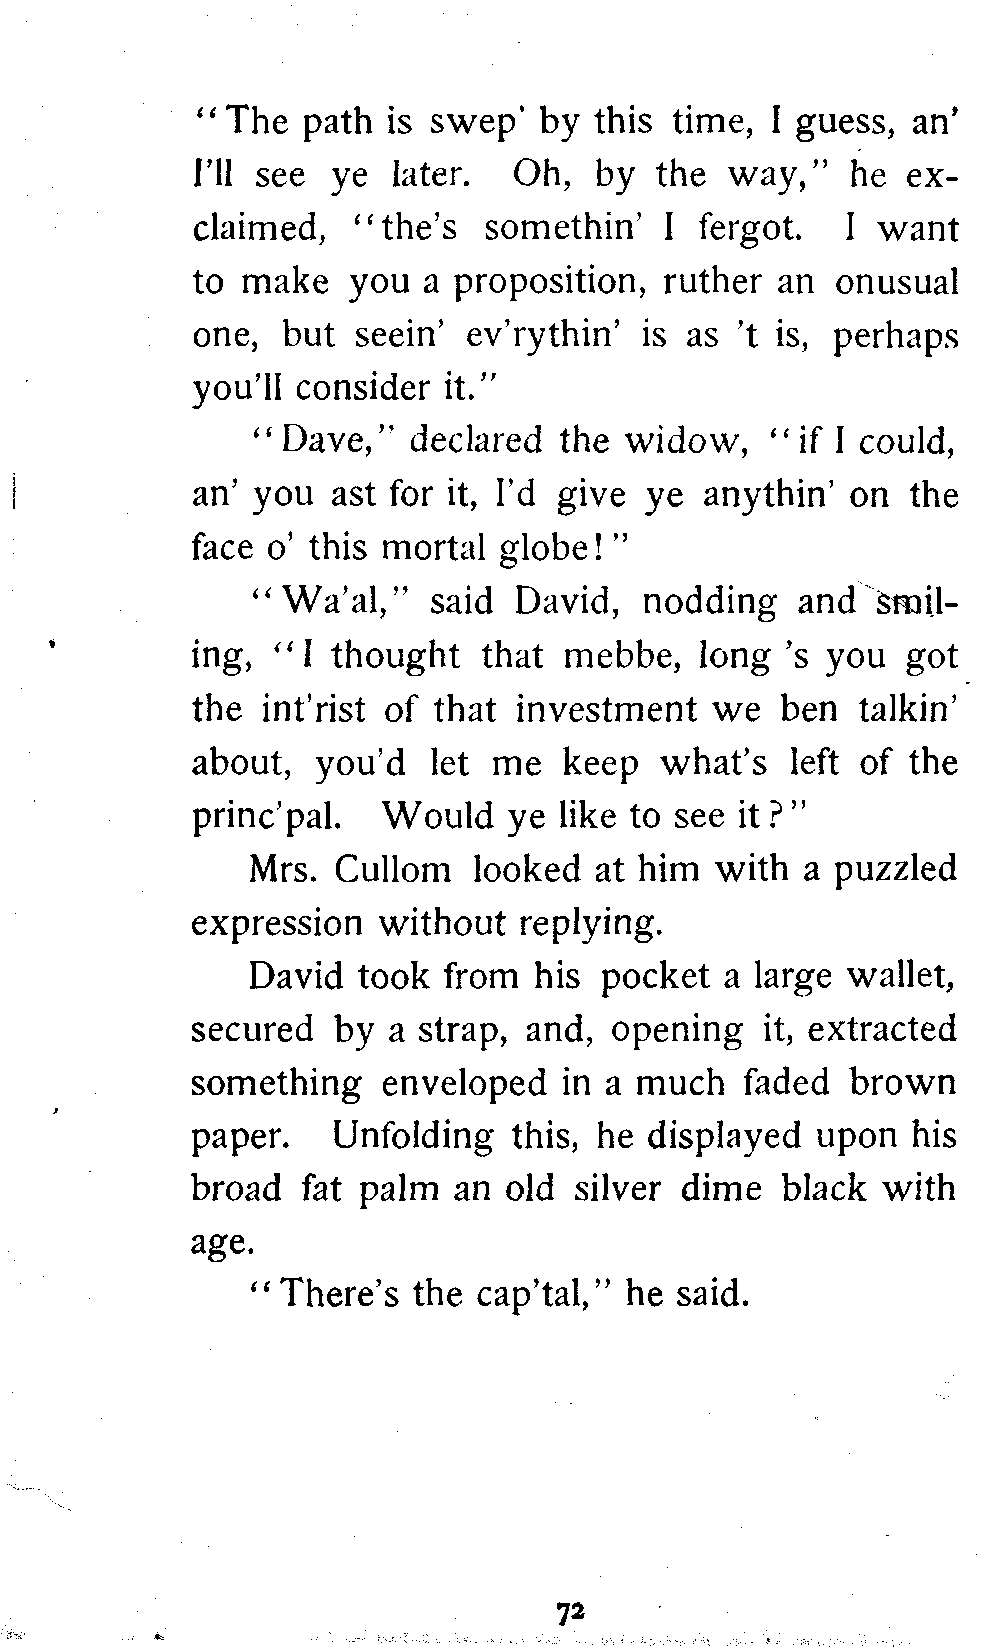 “The path is swep' by this time, I guess, an'
I'll see ye later. Oh, by the way,” he ex-
claimed, “the's somethin' I fergot. I want
to make you a proposition, ruther an onusual
one, but seein' ev'rythin' is as 't is, perhaps
you'll consider it.”
“Dave,” declared the widow, “if I could,
an' you ast for it, I'd give ye anythin' on the
face o' this mortal globe!”
“Wa'al,” said David, nodding and smil-
ing, “I thought that mebbe, long 's you got
the int'rist of that investment we ben talkin'
about, you'd let me keep what's left of the
princ'pal. Would ye like to see it?”
Mrs. Cullom looked at him with a puzzled
expression without replying.
David took from his pocket a large wallet,
secured by a strap, and, opening it, extracted
something enveloped in a much faded brown
paper. Unfolding this, he displayed upon his
broad fat palm an old silver dime black with
age.
“There's the cap'tal,” he said.
72